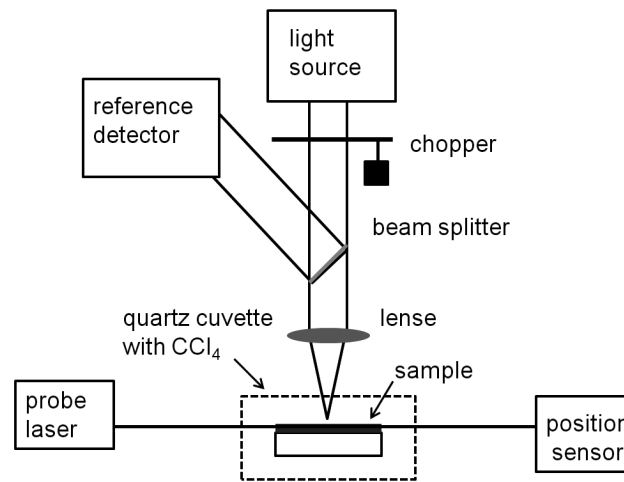 light
source
reference
detector
chopper
beam splitter
quartz cuvette
with CCl₄
lense
sample
probe
laser
position
sensor